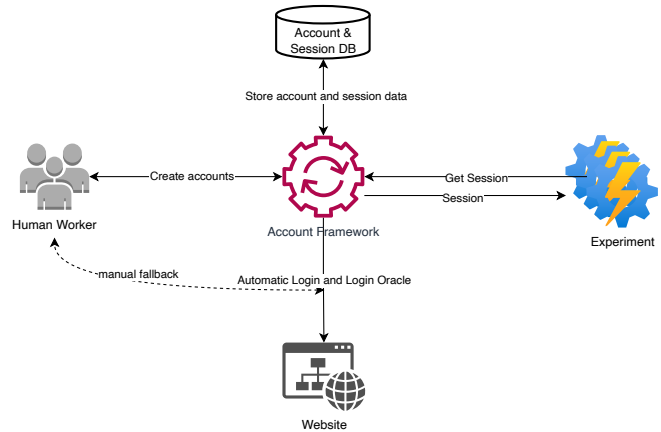 Account &
Session DB
Store account and session data
Create accounts
Get Session
Session
Human Worker
Account Framework
Experiment
manual fallback
Automatic Login and Login Oracle
Website